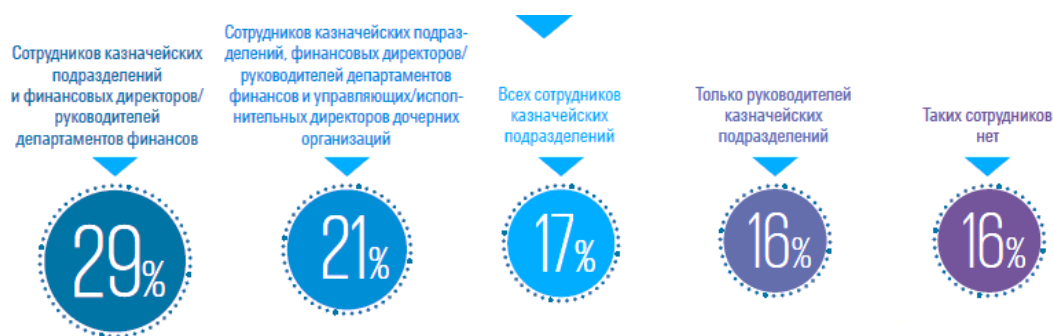 Сотрудников казначейских
подразделений
и финансовых директоров/
руководителей
департаментов финансов
29%
Сотрудников казначейских подраз-
делений, финансовых директоров/
руководителей департаментов
финансов и управляющих/испол-
нительных директоров дочерних
организаций
21%
Всех сотрудников
казначейских
подразделений
17%
Только руководителей
казначейских
подразделений
16%
Таких сотрудников
нет
16%